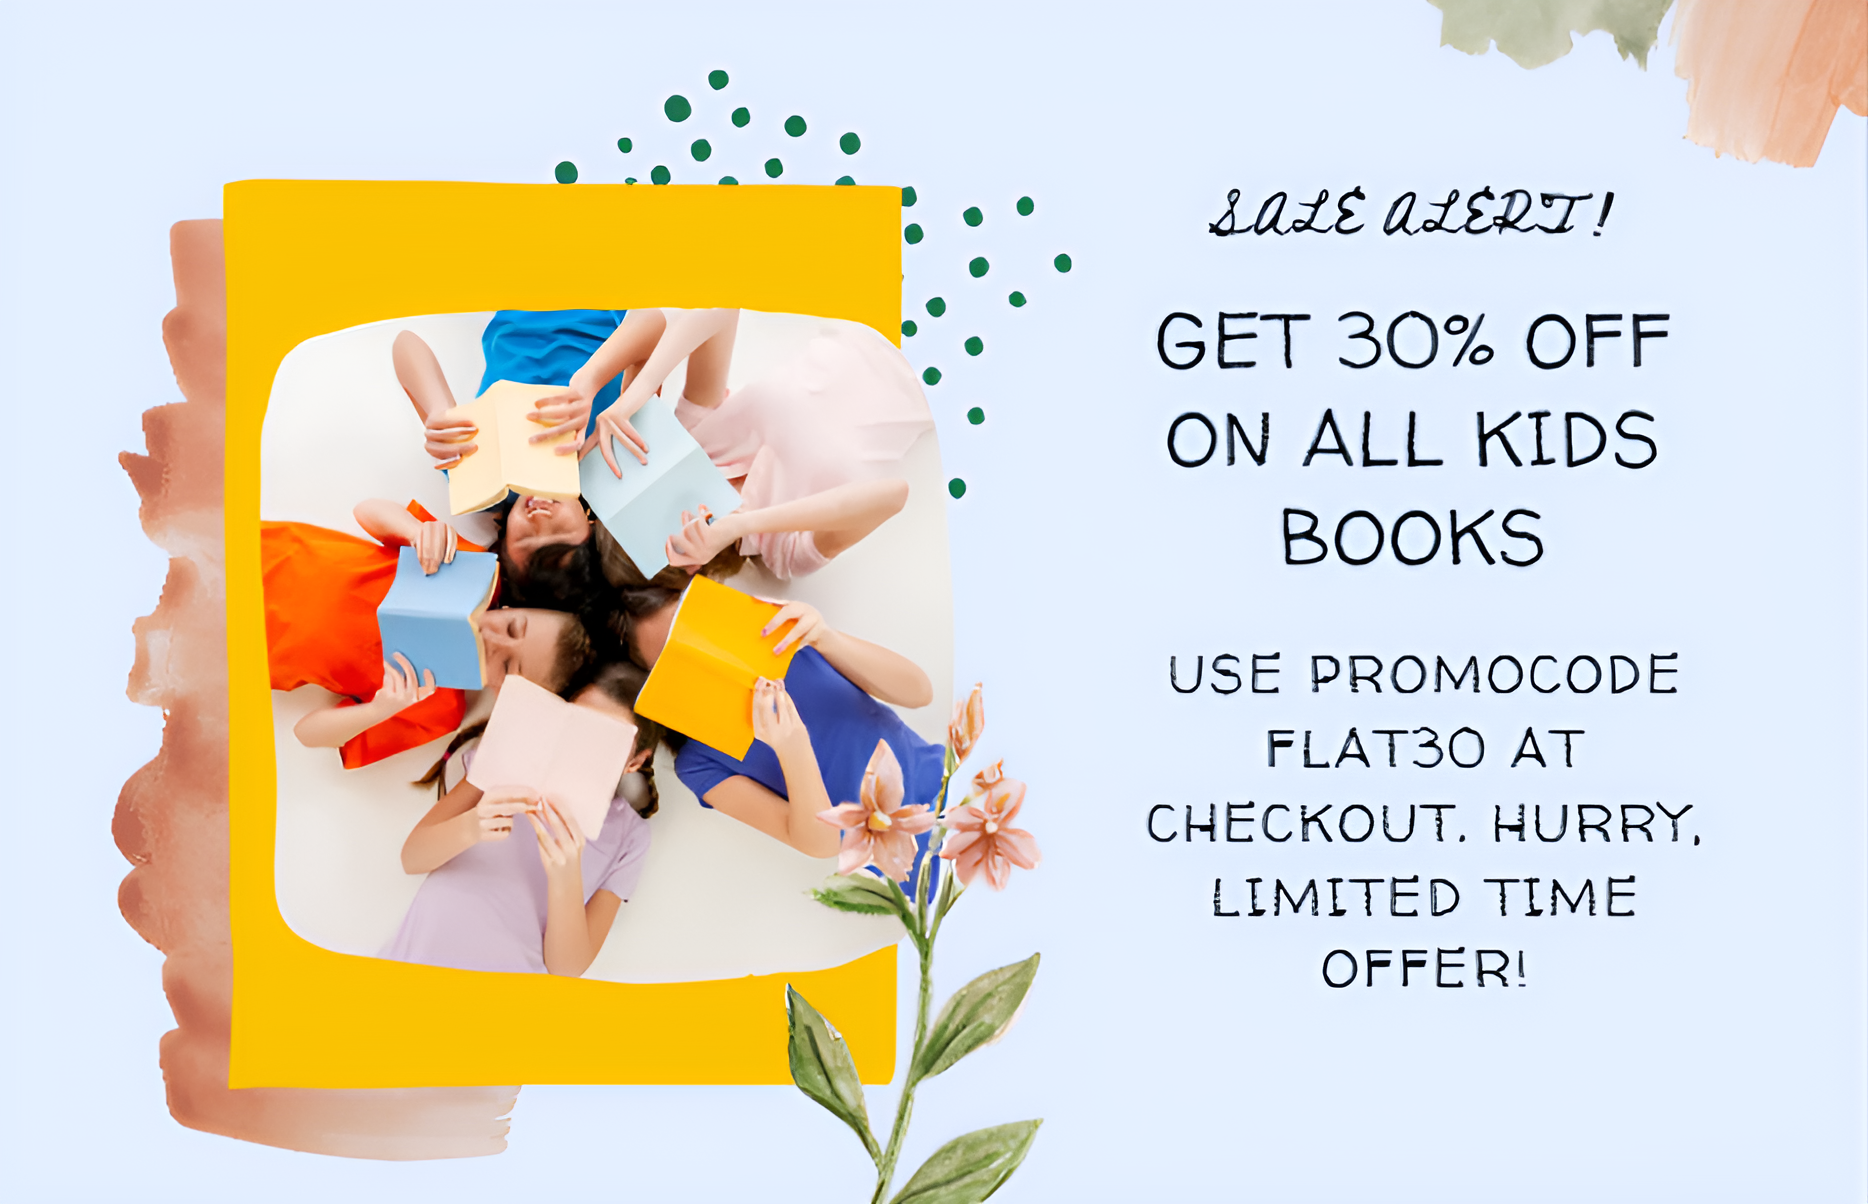 SALE ALERT!
GET 30% OFF
ON ALL KIDS
BOOKS
USE PROMOCODE
FLAT30 AT
CHECKOUT. HURRY,
LIMITED TIME
OFFER!